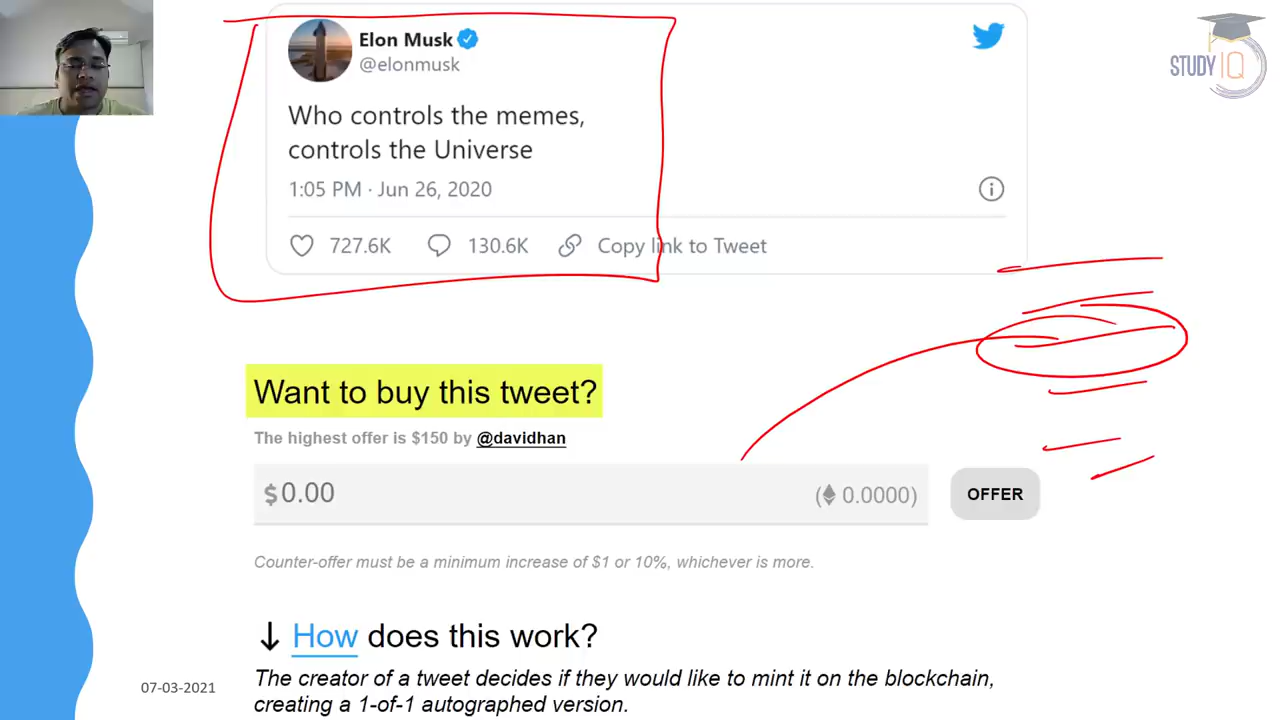 Elon Musk
@elonmusk
STUDY IQ
Who controls the memes,
controls the Universe
1:05 PM · Jun 26, 2020
727.6K 130.6K Copy link to Tweet
Want to buy this tweet?
The highest offer is $150 by @davidhan
$0.00 (0.0000) OFFER
Counter-offer must be a minimum increase of $1 or 10%, whichever is more.
↓ How does this work?
The creator of a tweet decides if they would like to mint it on the blockchain,
creating a 1-of-1 autographed version.
07-03-2021